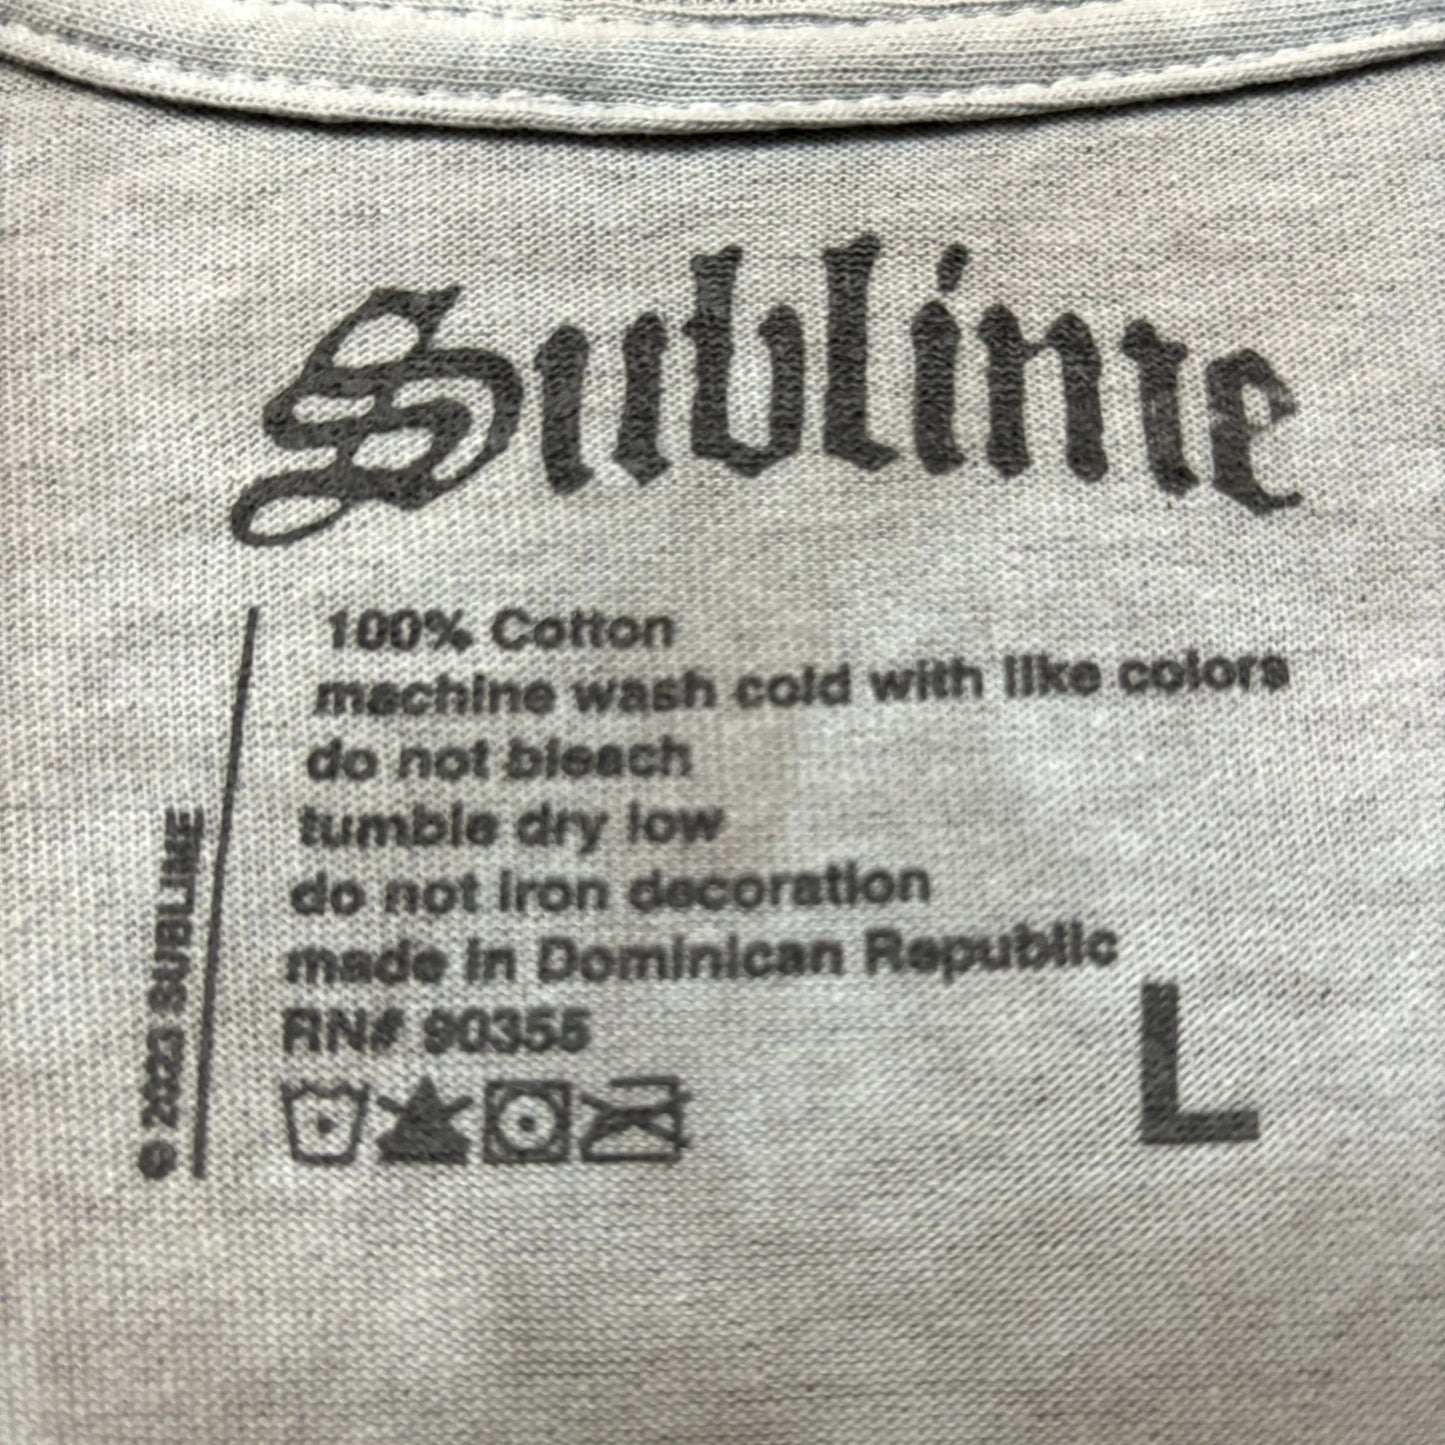 Sublime
100% Cotton
machine wash cold with like colors
do not bleach
tumble dry low
do not iron decoration
made in Dominican Republic
RN# 90355
L
© 2023 SUBLIME